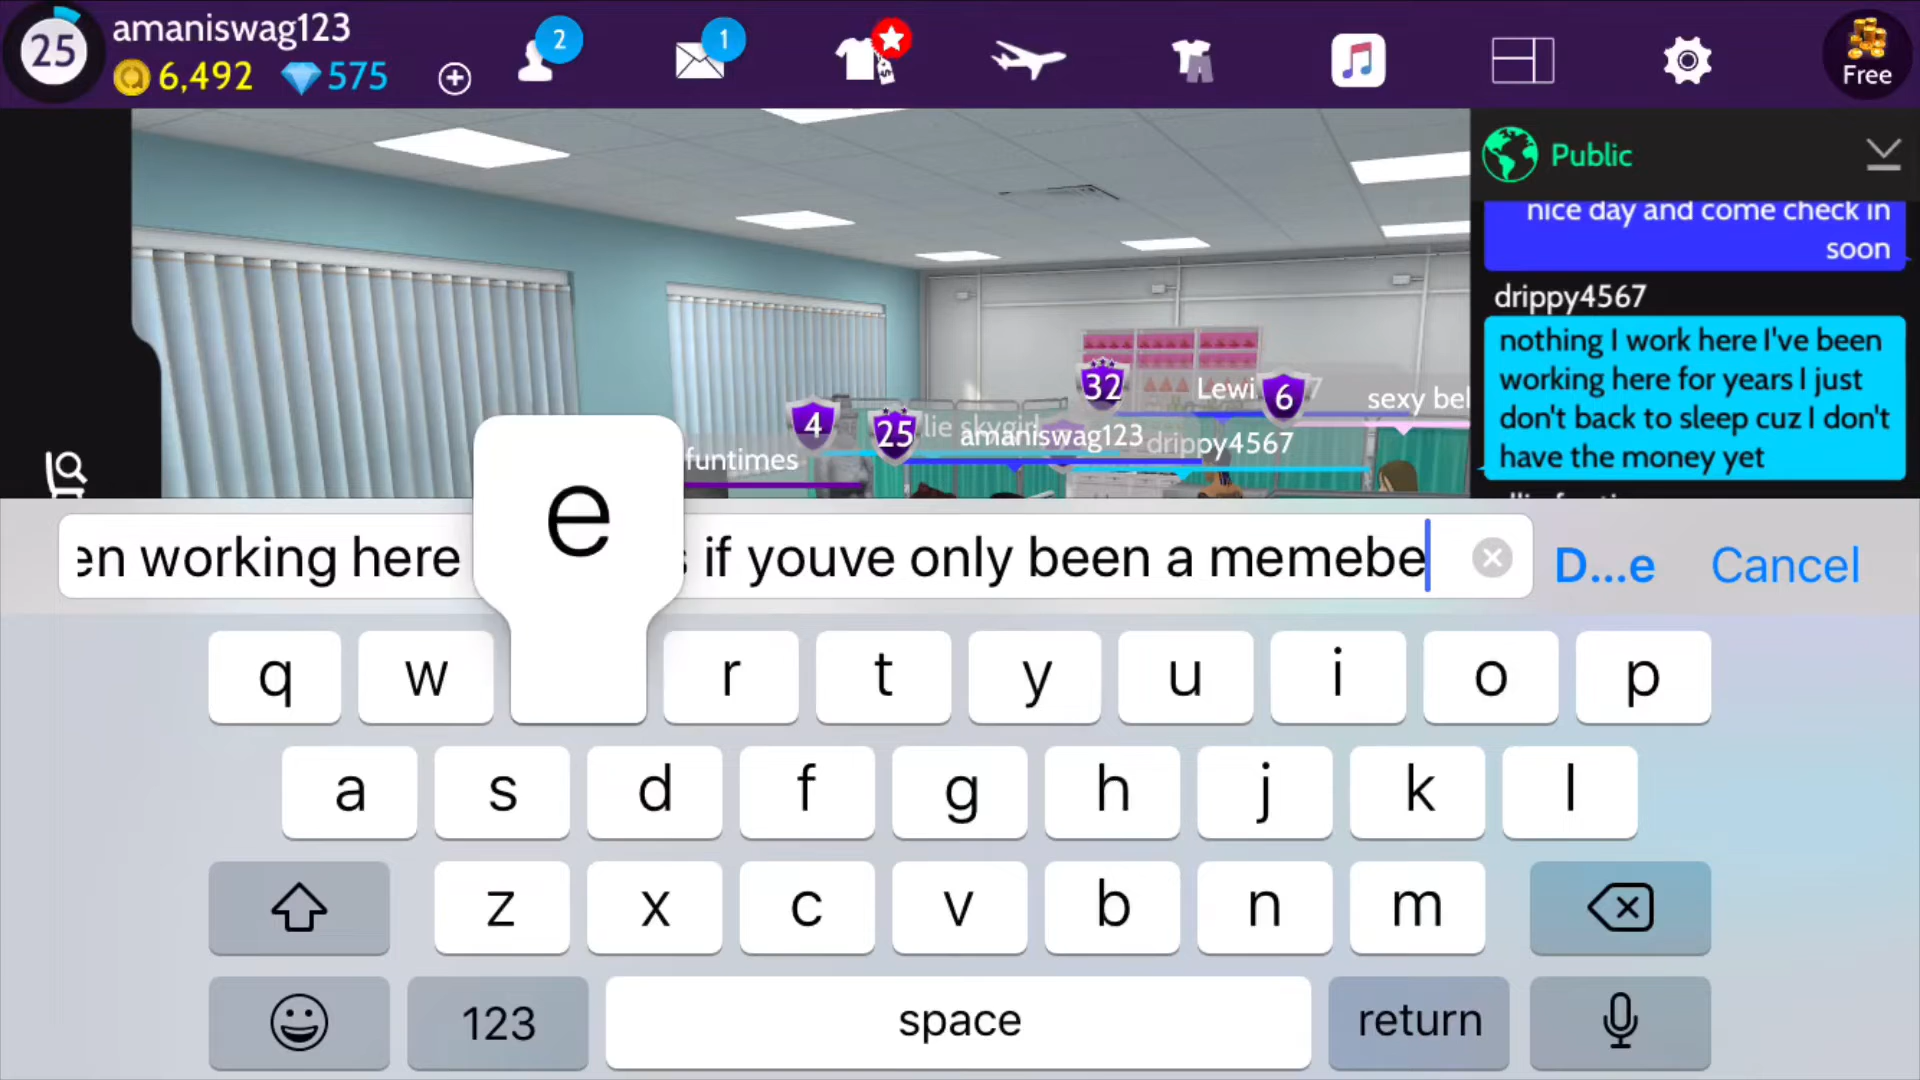 25
amaniswag123
6,492
575
2
1
Free
Public
nice day and come check in
soon
drippy4567
nothing I work here I've been
working here for years I just
don't back to sleep cuz I don't
have the money yet
32
Lewi
7
6
sexy bel
4
25
lie skygirl
amaniswag123
drippy4567
funtimes
en working here
if youve only been a memebe
D...e
Cancel
e
q w r t y u i o p
a s d f g h j k l
z x c v b n m
123
space
return